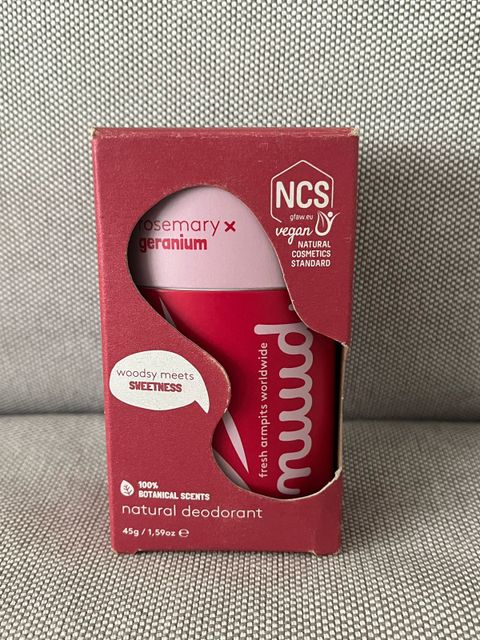 NCS
gfaw.eu
vegan
NATURAL
COSMETICS
STANDARD
rosemary x
geranium
woodsy meets
SWEETNESS
fresh armpits worldwide
nuud
100%
BOTANICAL SCENTS
natural deodorant
45g / 1,59oz ℮